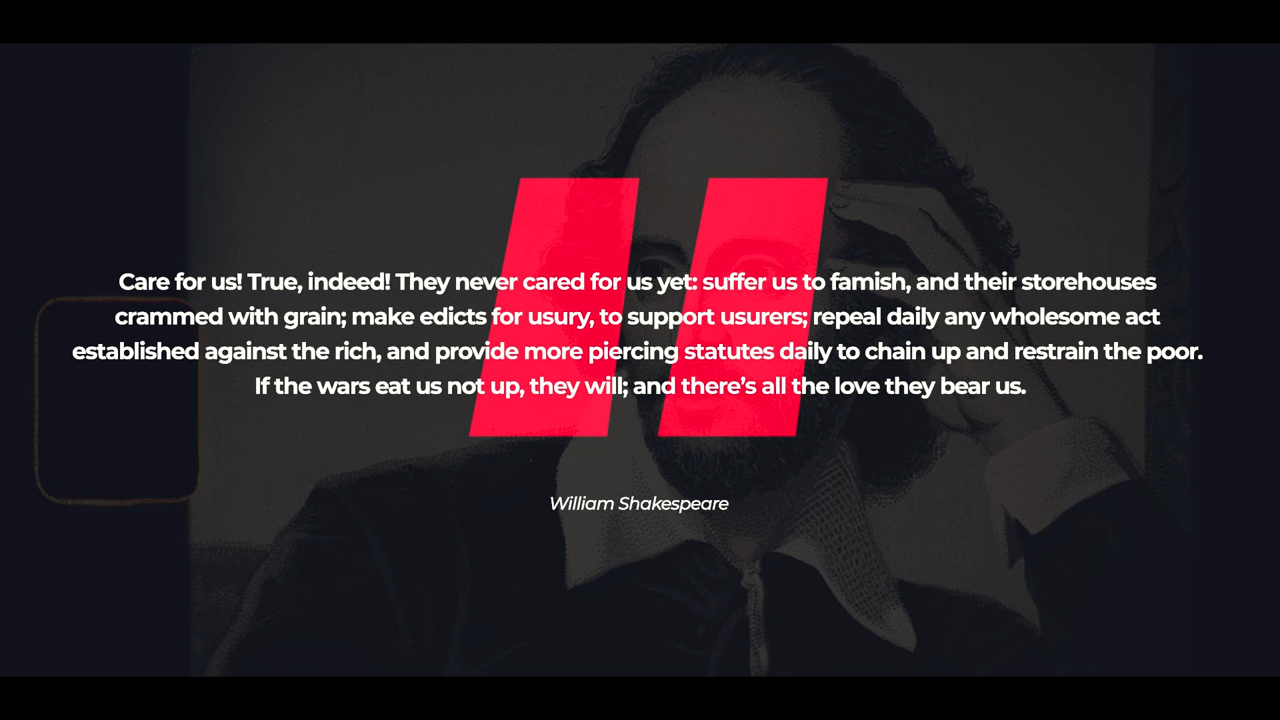 Care for us! True, indeed! They never cared for us yet: suffer us to famish, and their storehouses
crammed with grain; make edicts for usury, to support usurers; repeal daily any wholesome act
established against the rich, and provide more piercing statutes daily to chain up and restrain the poor.
If the wars eat us not up, they will; and there’s all the love they bear us.
William Shakespeare